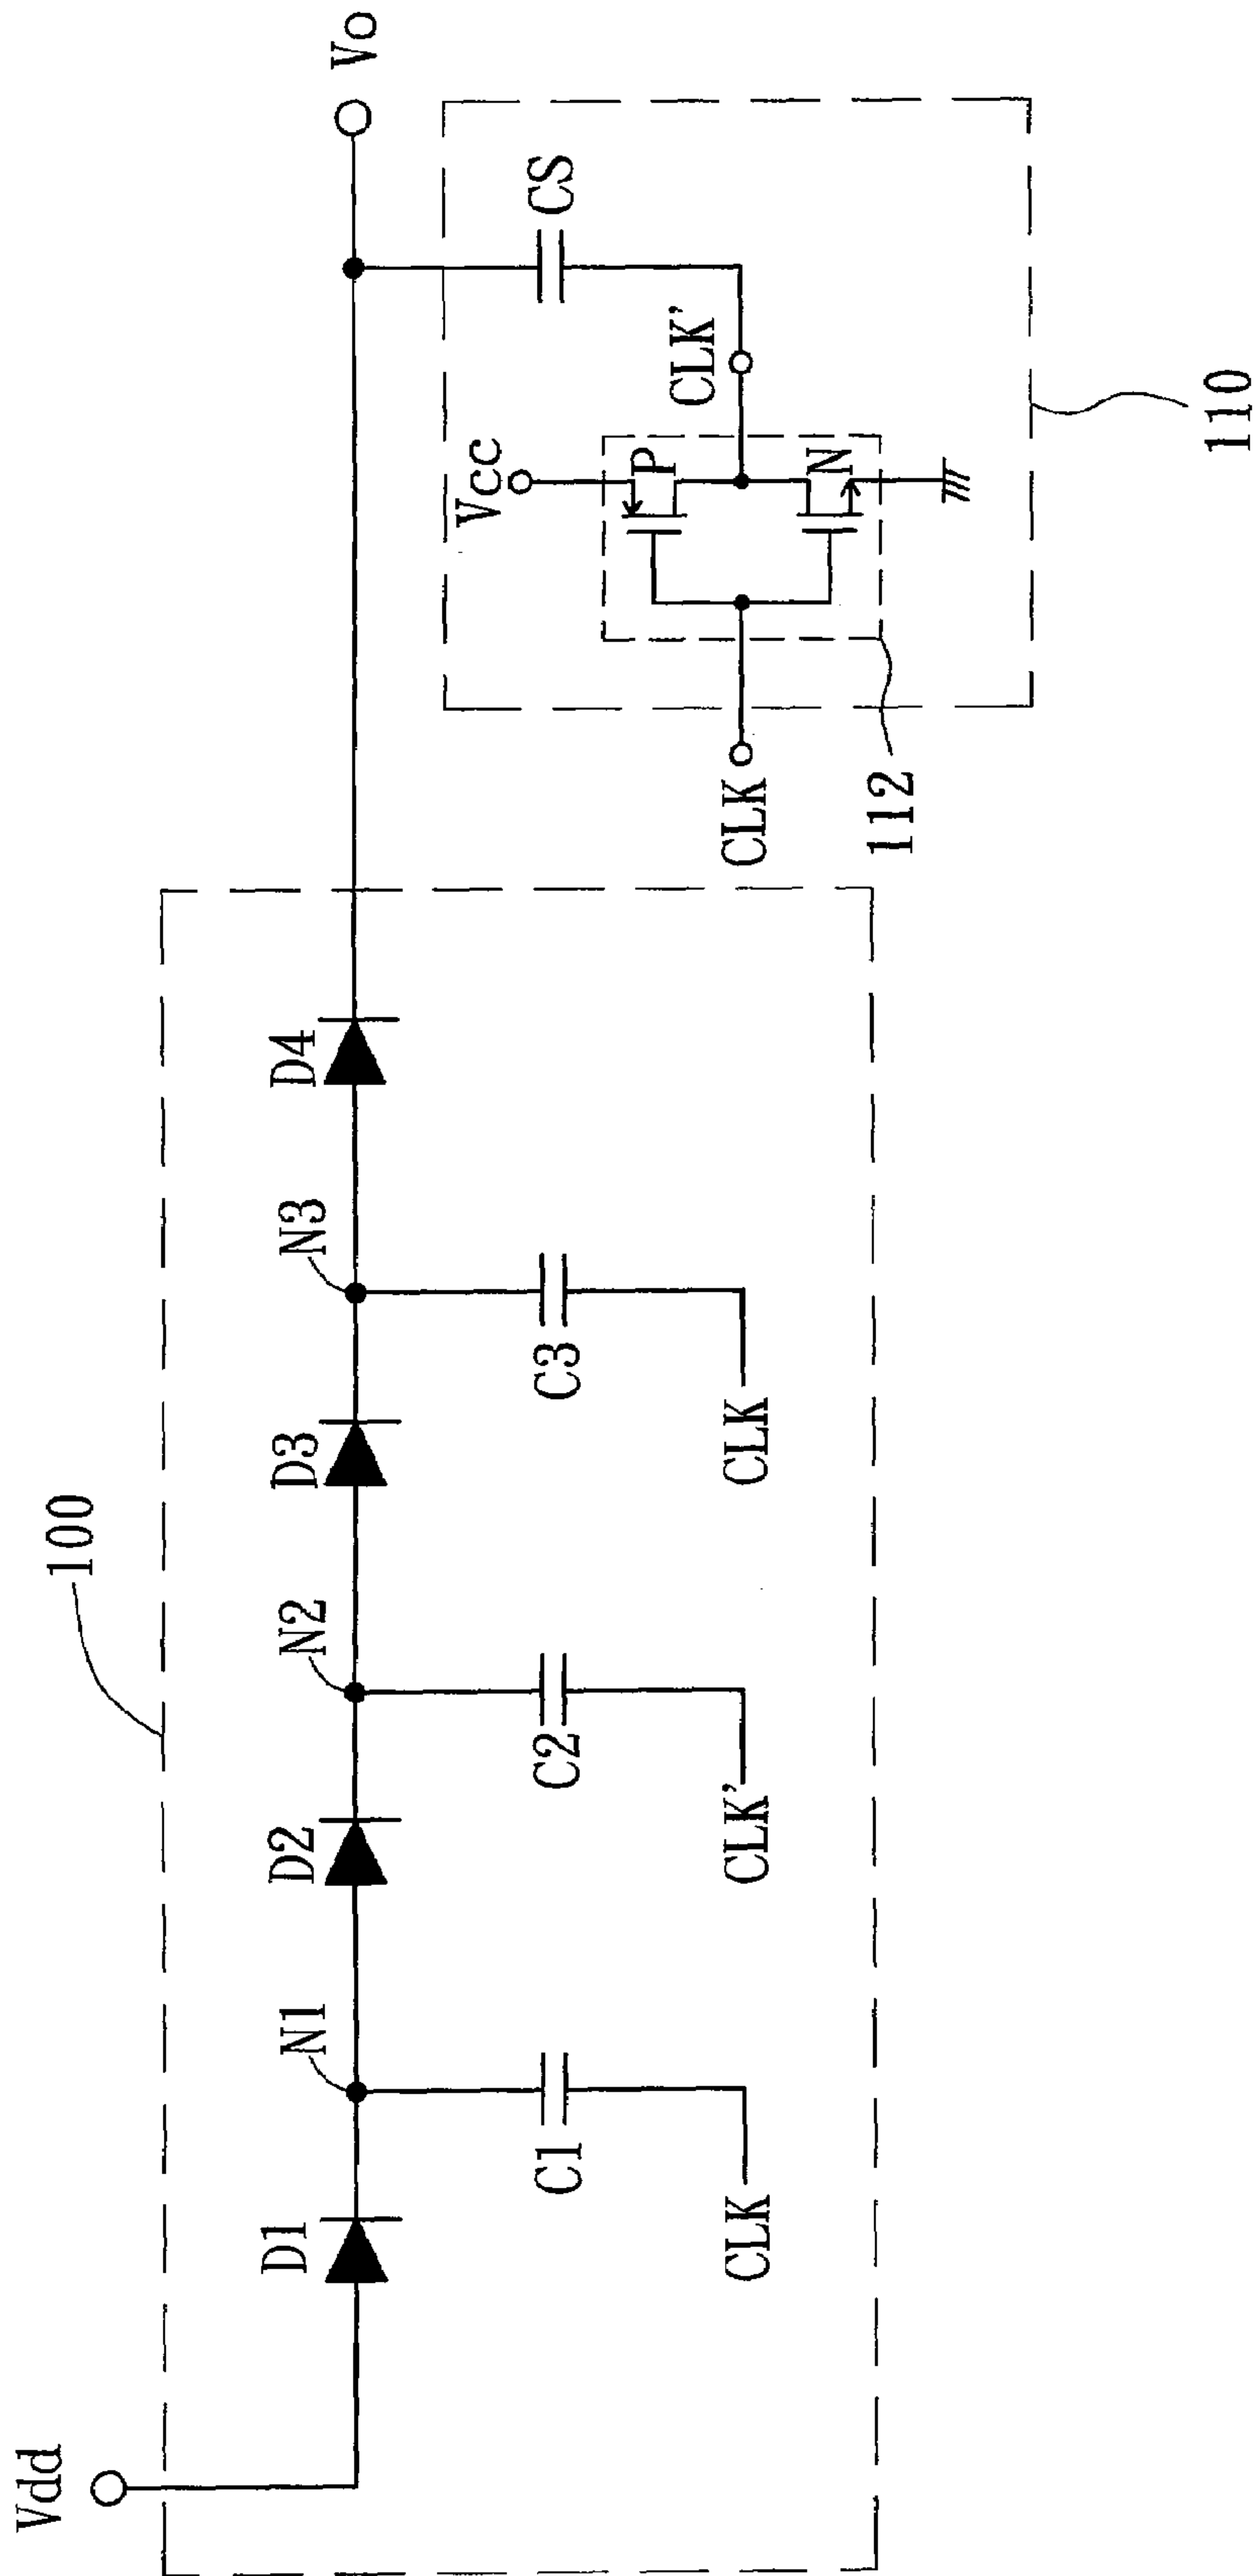 100
Vdd
D1
N1
D2
N2
D3
N3
D4
Vo
C1
C2
C3
CS
CLK
CLK'
CLK
CLK
Vcc
P
N
CLK'
112
110